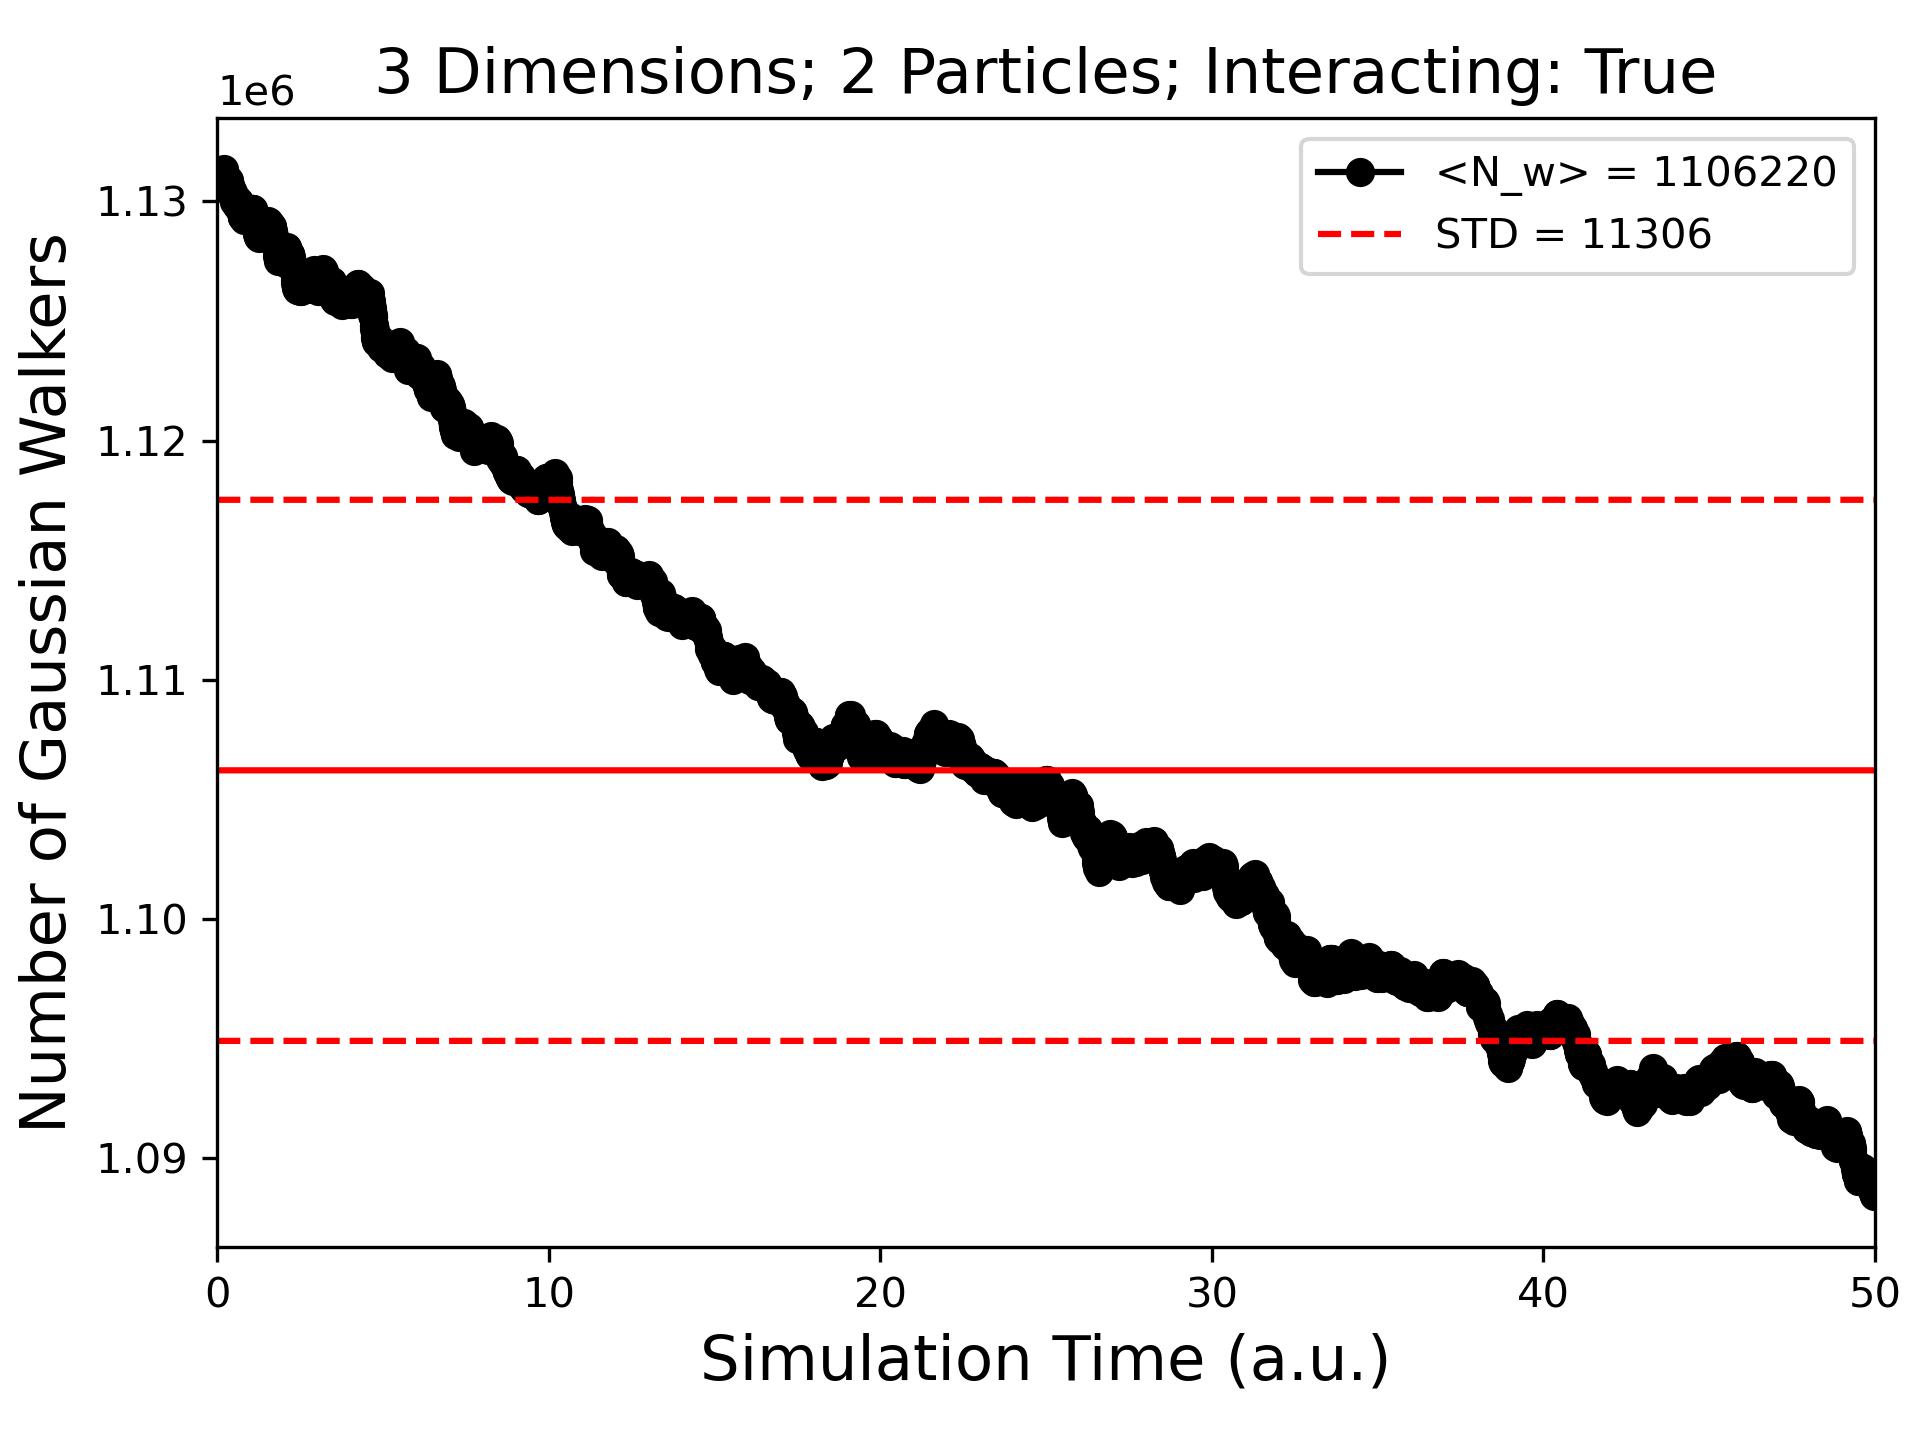 3 Dimensions; 2 Particles; Interacting: True
1e6
<N_w> = 1106220
STD = 11306
Number of Gaussian Walkers
1.13
1.12
1.11
1.10
1.09
0 10 20 30 40 50
Simulation Time (a.u.)